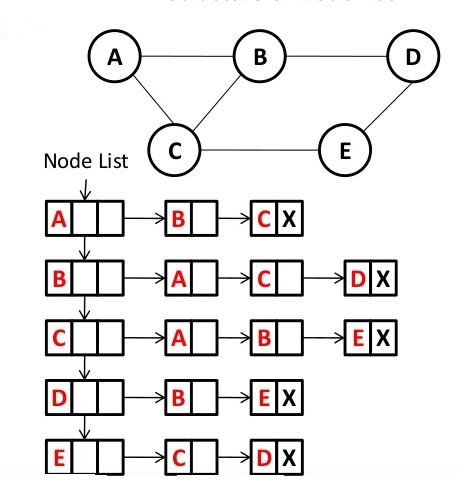 A B D
C E
Node List
A B C X
B A C D X
C A B E X
D B E X
E C D X